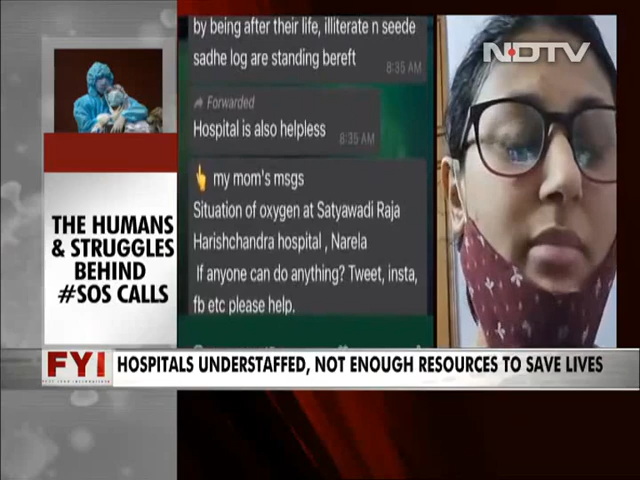 by being after their life, illiterate n seede
sadhe log are standing bereft
8:35 AM
Forwarded
Hospital is also helpless
8:35 AM
my mom's msgs
Situation of oxygen at Satyawadi Raja
Harishchandra hospital , Narela
If anyone can do anything? Tweet, insta,
fb etc please help.
NDTV
THE HUMANS
& STRUGGLES
BEHIND
#SOS CALLS
FYI
HOSPITALS UNDERSTAFFED, NOT ENOUGH RESOURCES TO SAVE LIVES